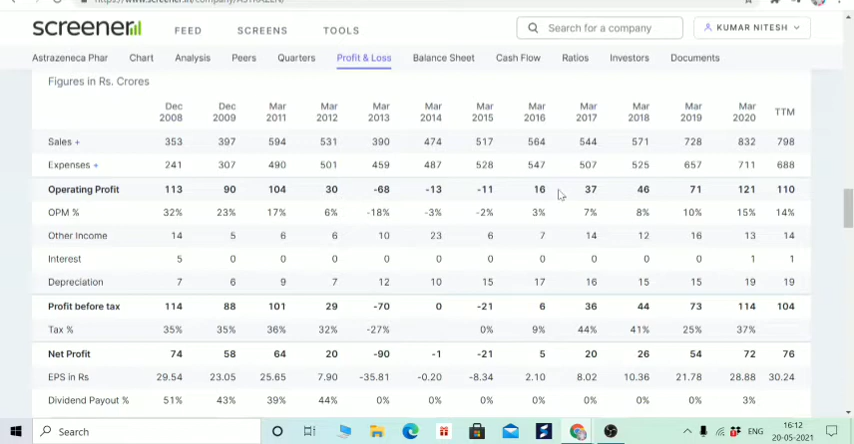 screener
FEED SCREENS TOOLS
Search for a company
KUMAR NITESH
Astrazeneca Phar Chart Analysis Peers Quarters Profit & Loss Balance Sheet Cash Flow Ratios Investors Documents
Figures in Rs. Crores
Dec 2008 Dec 2009 Mar 2011 Mar 2012 Mar 2013 Mar 2014 Mar 2015 Mar 2016 Mar 2017 Mar 2018 Mar 2019 Mar 2020 TTM
Sales + 353 397 594 531 390 474 517 564 544 571 728 832 798
Expenses + 241 307 490 501 459 487 528 547 507 525 657 711 688
Operating Profit 113 90 104 30 -68 -13 -11 16 37 46 71 121 110
OPM % 32% 23% 17% 6% -18% -3% -2% 3% 7% 8% 10% 15% 14%
Other Income 14 5 6 6 10 23 6 7 14 12 16 13 14
Interest 5 0 0 0 0 0 0 0 0 0 0 1 1
Depreciation 7 6 9 7 12 10 15 17 16 15 15 19 19
Profit before tax 114 88 101 29 -70 0 -21 6 36 44 73 114 104
Tax % 35% 35% 36% 32% -27% 0% 9% 44% 41% 25% 37%
Net Profit 74 58 64 20 -90 -1 -21 5 20 26 54 72 76
EPS in Rs 29.54 23.05 25.65 7.90 -35.81 -0.20 -8.34 2.10 8.02 10.36 21.78 28.88 30.24
Dividend Payout % 51% 43% 39% 44% 0% 0% 0% 0% 0% 0% 0% 3%
Search
ENG
16:12
20-05-2021